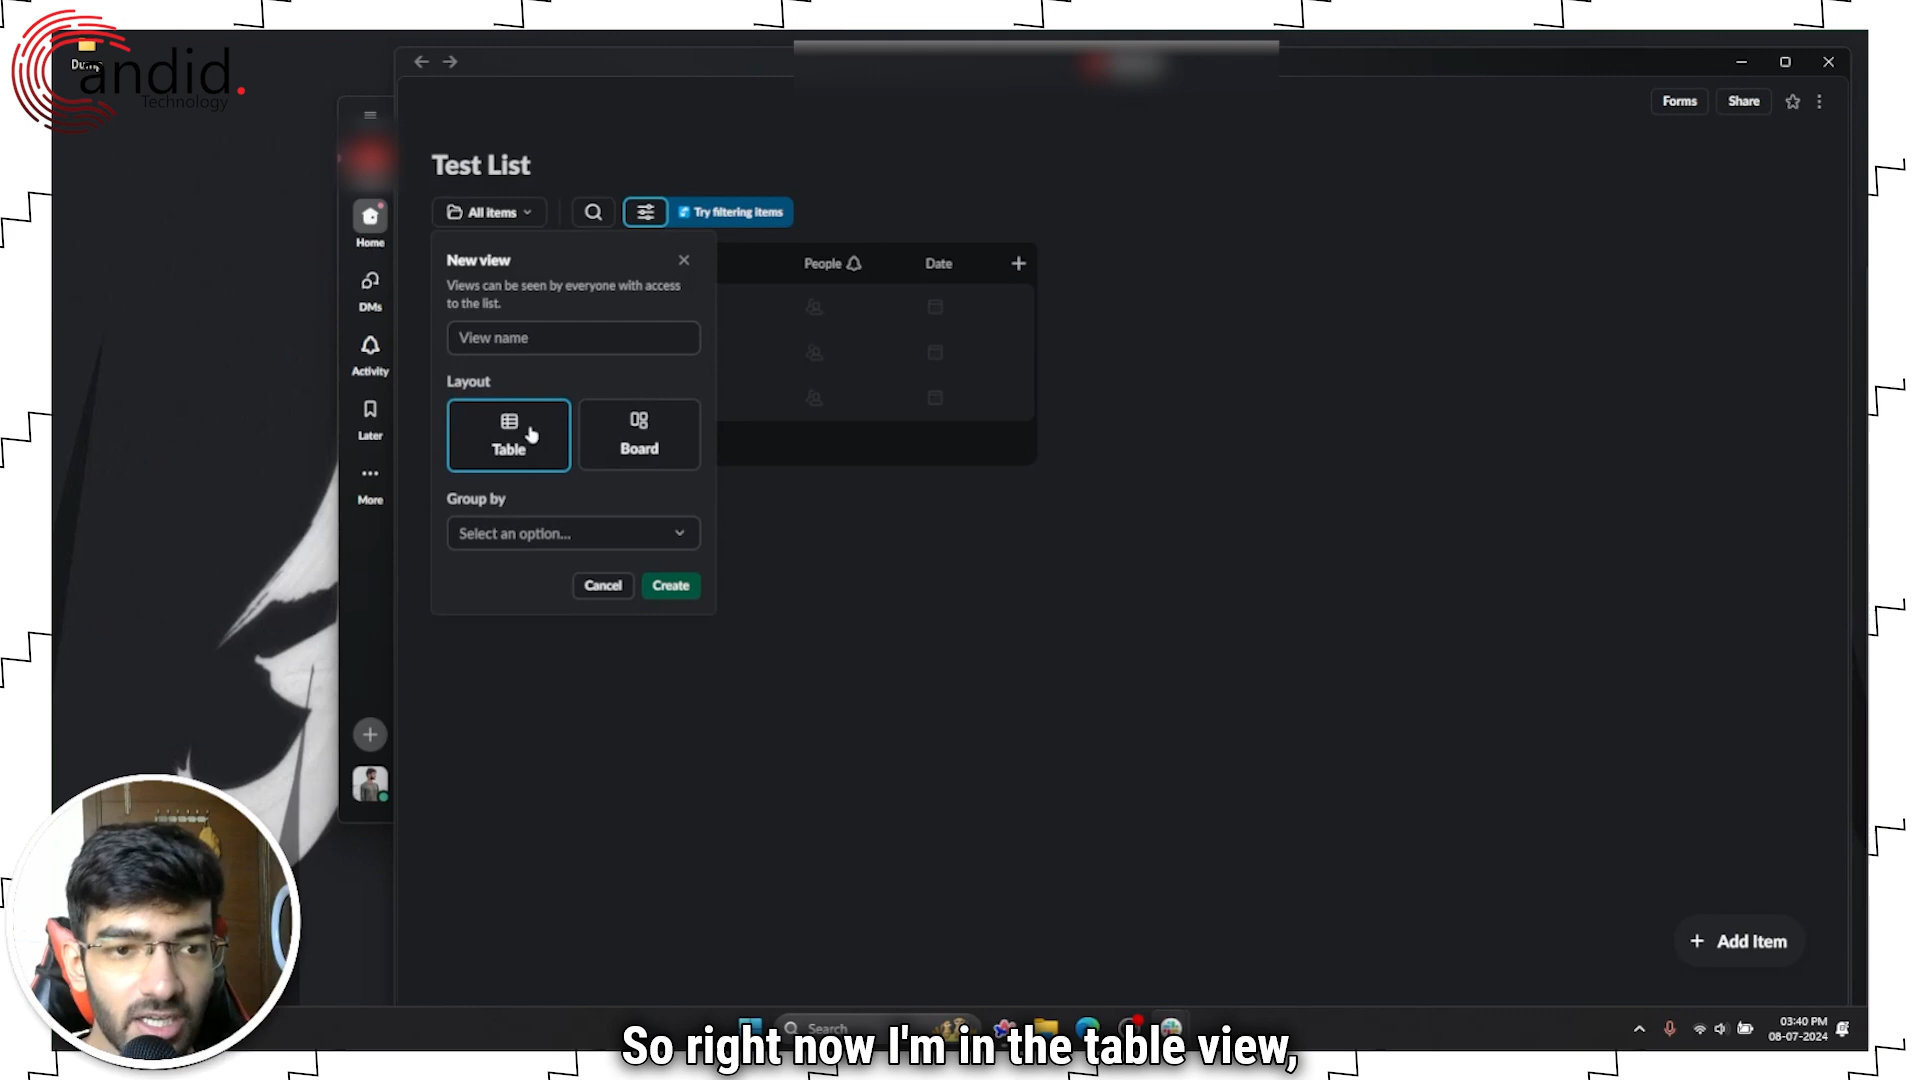 Dump
andid.
Technology
Forms
Share
Test List
All items
Try filtering items
Home
New view
Views can be seen by everyone with access
to the list.
People
Date
DMs
View name
Activity
Layout
Later
Table
Board
More
Group by
Select an option...
Cancel
Create
Add Item
Search
03:40 PM
08-07-2024
So right now I'm in the table view,